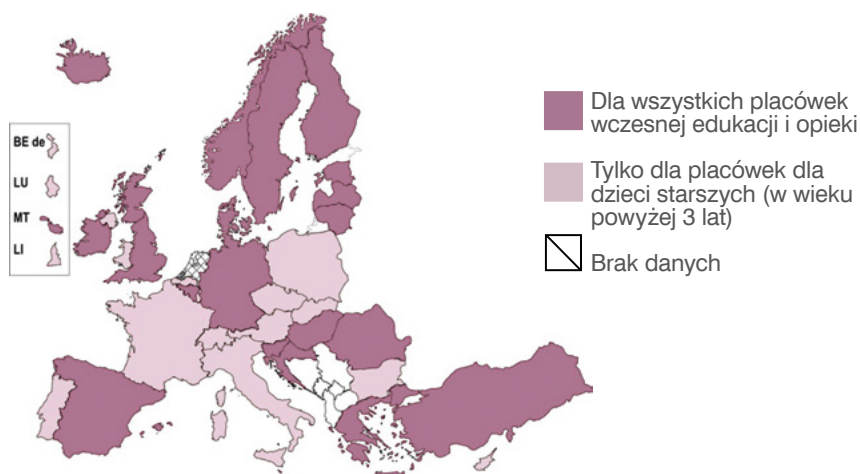 BE de
LU
MT
LI
Dla wszystkich placówek
wczesnej edukacji i opieki
Tylko dla placówek dla
dzieci starszych (w wieku
powyżej 3 lat)
Brak danych